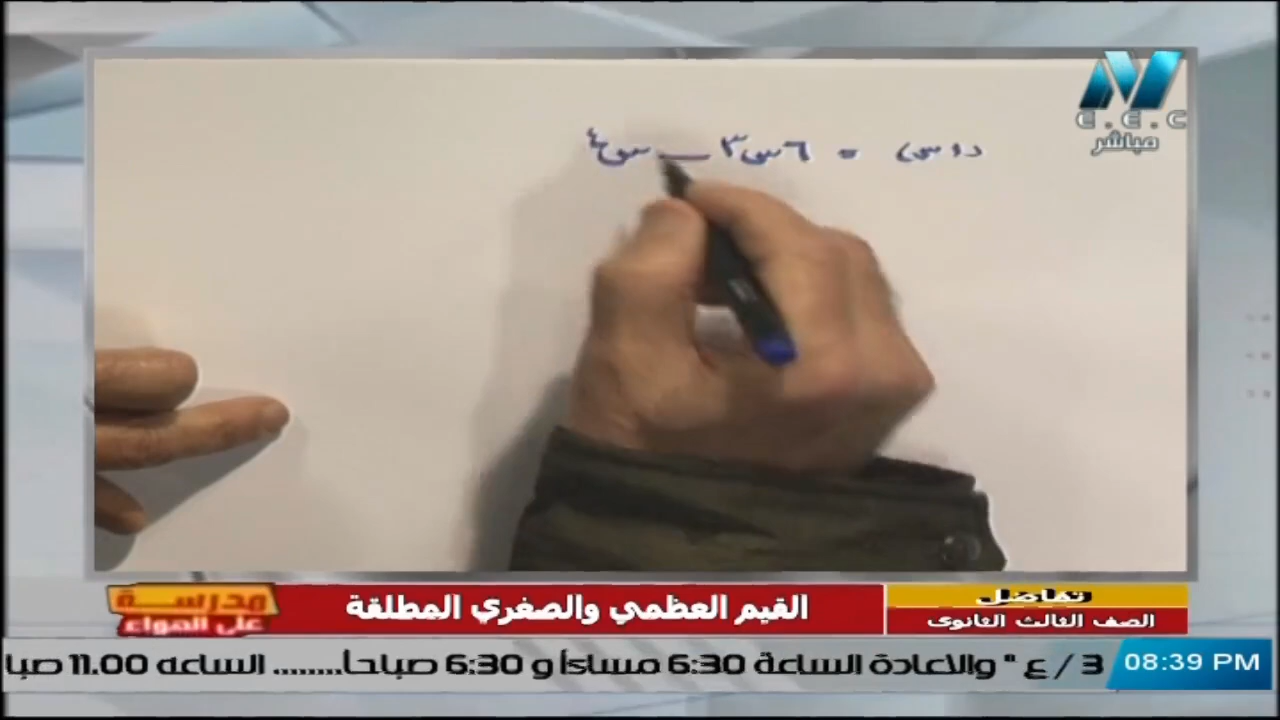 N
e.e.c
مباشر
د(س) = ٦س٣ – س٤
مدرسة
على الهواء
القيم العظمي والصغري المطلقة
تفاضل
الصف الثالث الثانوى
3 / ع " والاعادة الساعة 6:30 مساءاً و 6:30 صباحاً........ الساعه 11.00 صبا
08:39 PM